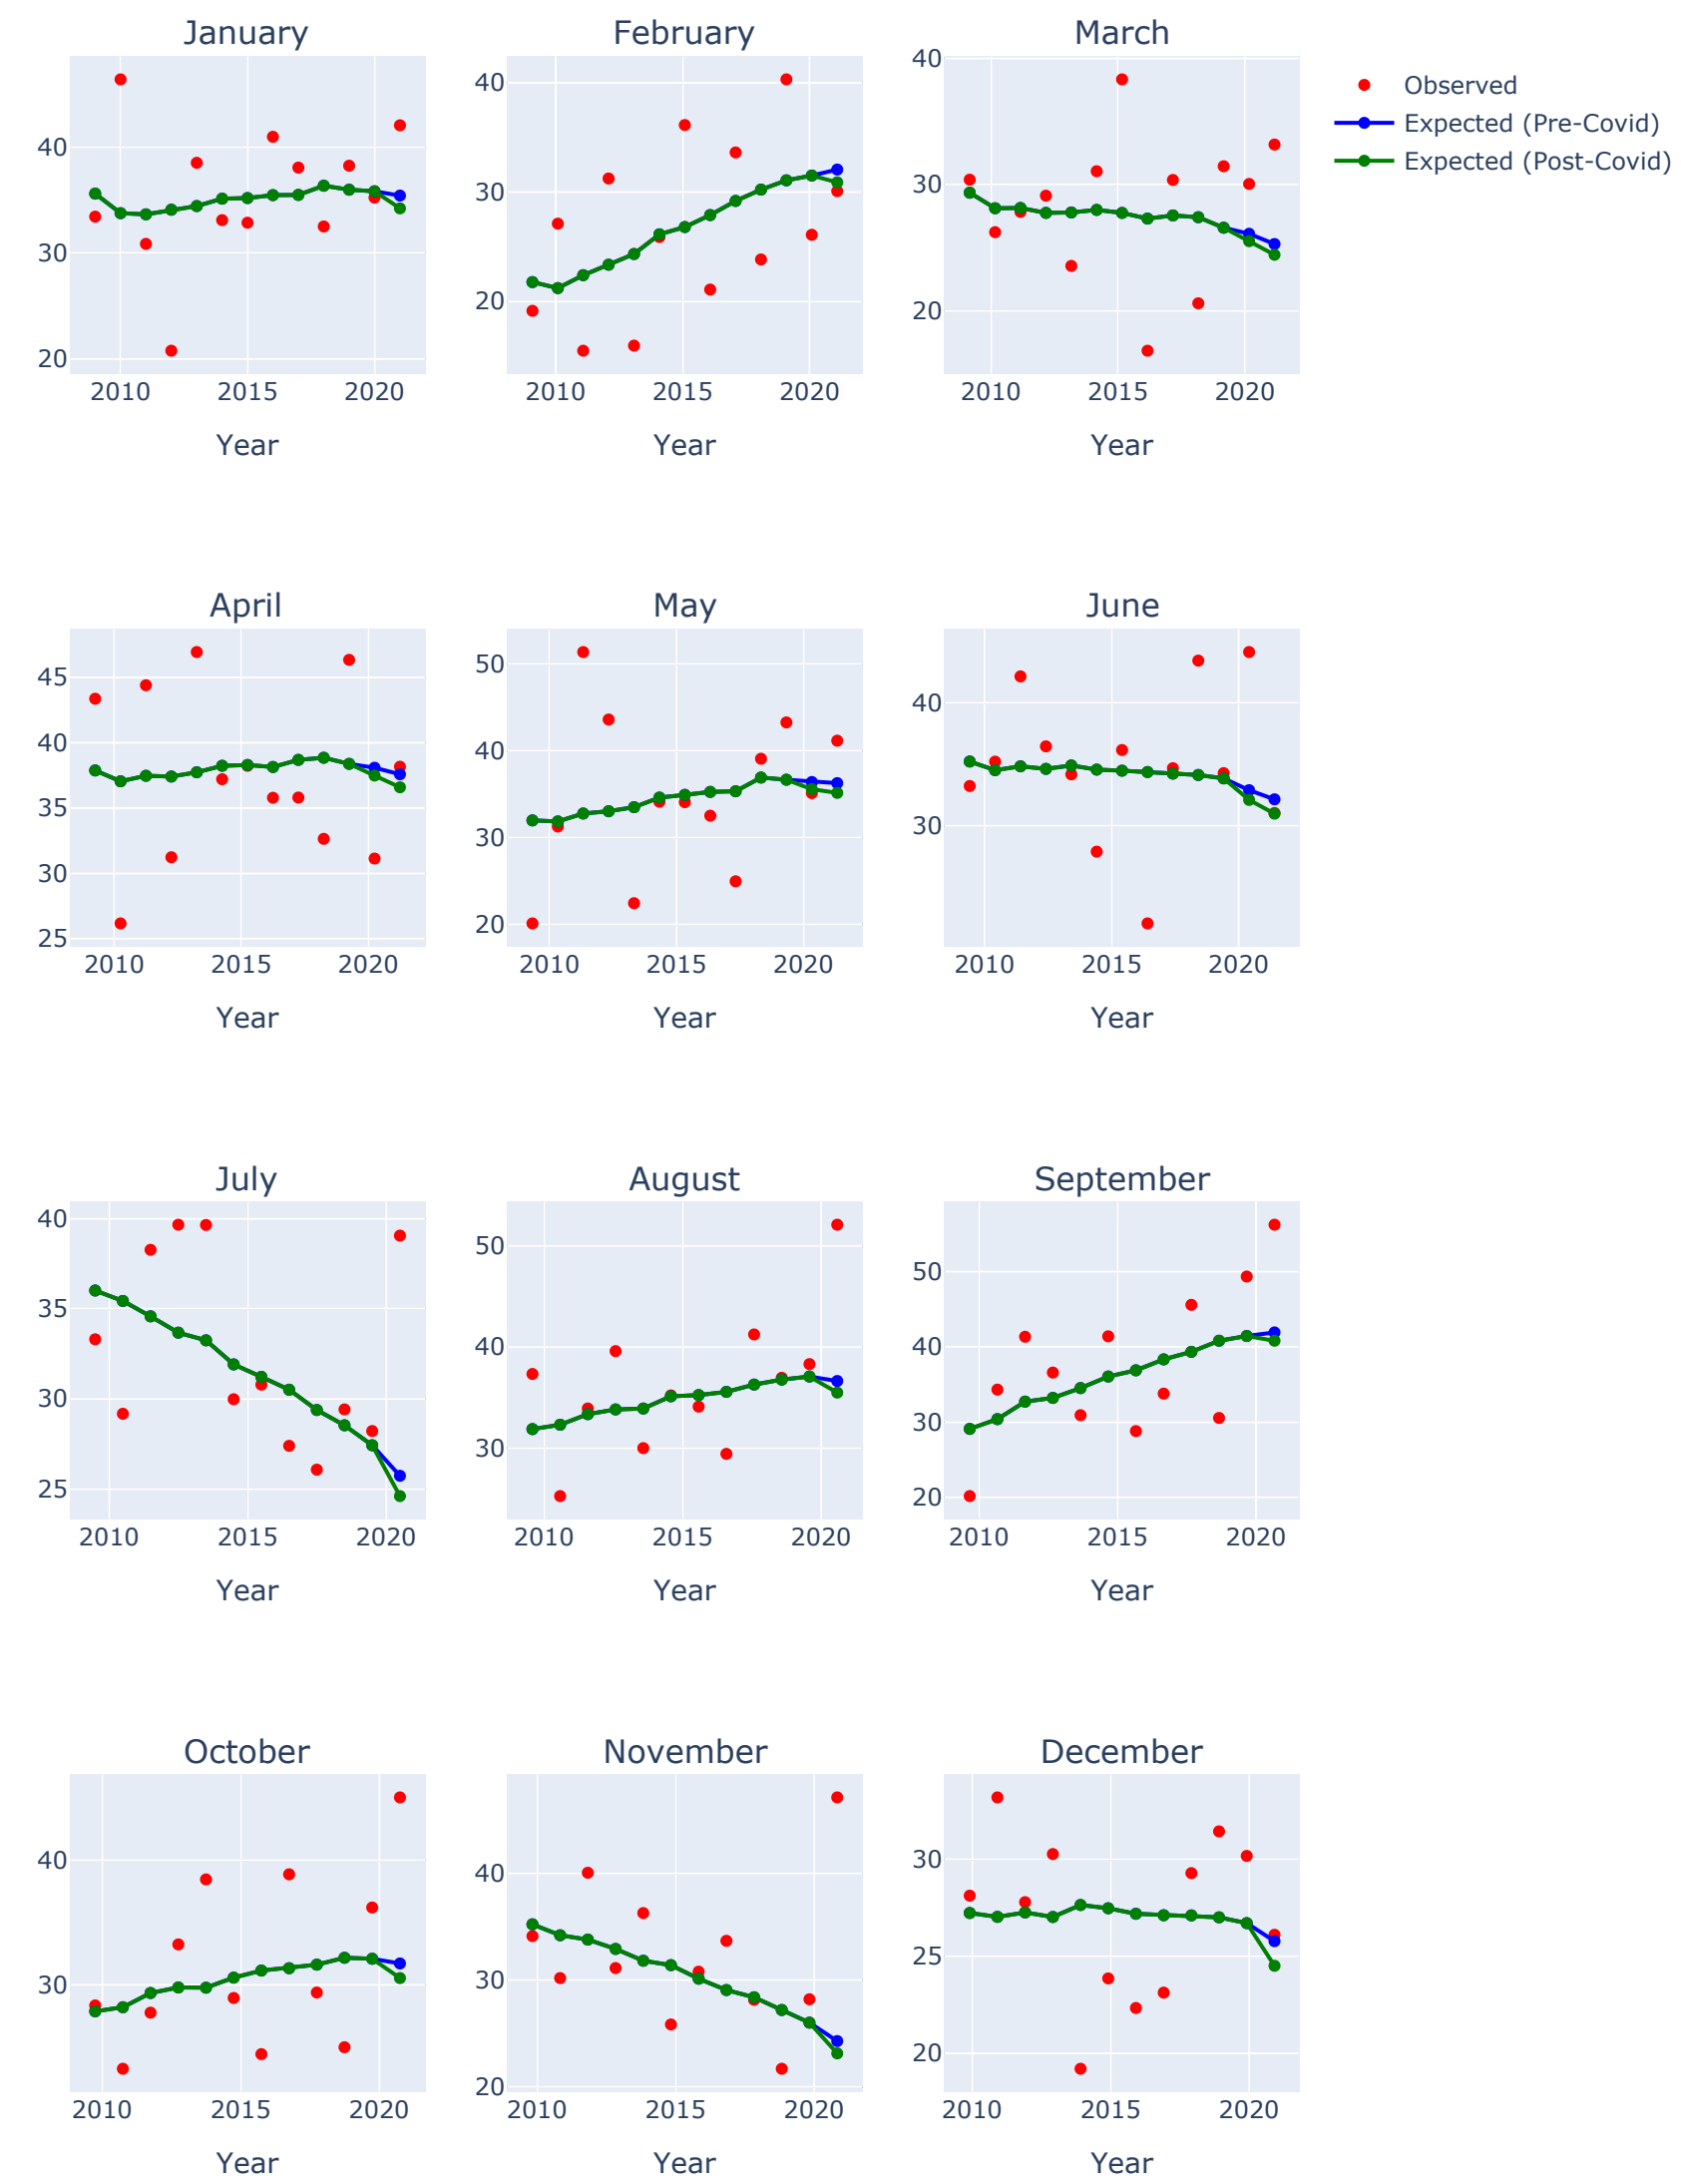 January
February
March
Observed
Expected (Pre-Covid)
Expected (Post-Covid)
40
30
20
2010 2015 2020
Year
40
30
20
2010 2015 2020
Year
40
30
20
2010 2015 2020
Year
April
May
June
45
40
35
30
25
2010 2015 2020
Year
50
40
30
20
2010 2015 2020
Year
40
30
2010 2015 2020
Year
July
August
September
40
35
30
25
2010 2015 2020
Year
50
40
30
2010 2015 2020
Year
50
40
30
20
2010 2015 2020
Year
October
November
December
40
30
2010 2015 2020
Year
40
30
20
2010 2015 2020
Year
30
25
20
2010 2015 2020
Year